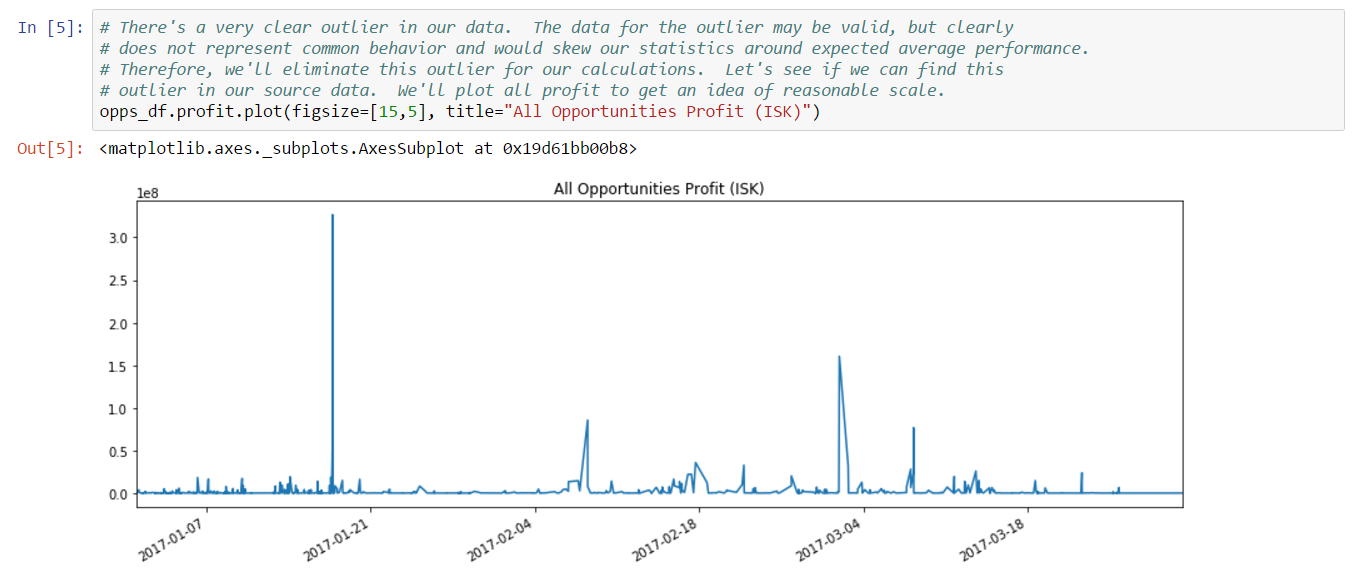 In [5]: # There's a very clear outlier in our data.  The data for the outlier may be valid, but clearly
# does not represent common behavior and would skew our statistics around expected average performance.
# Therefore, we'll eliminate this outlier for our calculations.  Let's see if we can find this
# outlier in our source data.  We'll plot all profit to get an idea of reasonable scale.
opps_df.profit.plot(figsize=[15,5], title="All Opportunities Profit (ISK)")
Out[5]: <matplotlib.axes._subplots.AxesSubplot at 0x19d61bb00b8>
All Opportunities Profit (ISK)
1e8
3.0
2.5
2.0
1.5
1.0
0.5
0.0
2017-01-07 2017-01-21 2017-02-04 2017-02-18 2017-03-04 2017-03-18